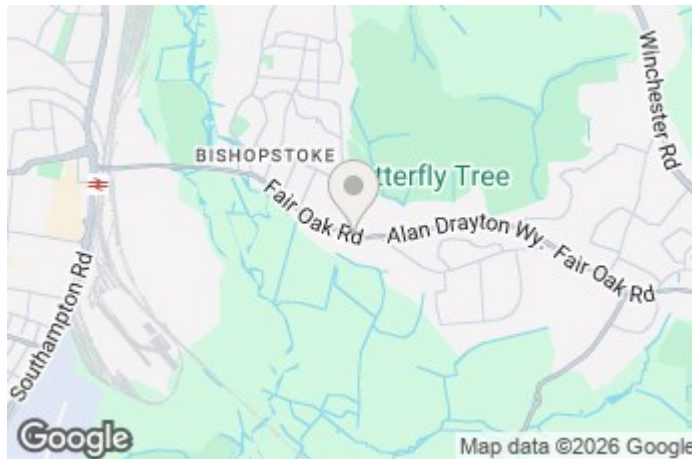 Winchester Rd
BISHOPSTOKE
tterfly Tree
Fair Oak Rd
Alan Drayton Wy.
Fair Oak Rd
Southampton Rd
Google
Map data ©2026 Google